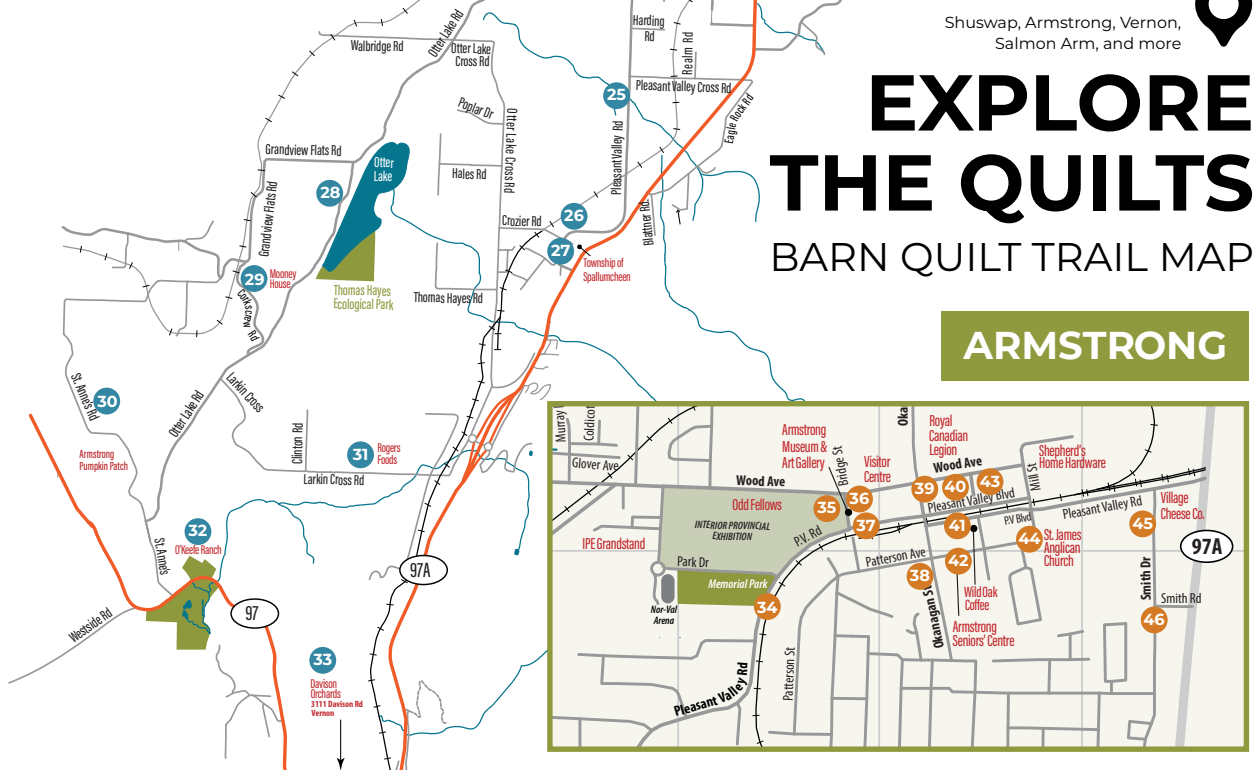 Shuswap, Armstrong, Vernon,
Salmon Arm, and more
EXPLORE
THE QUILTS
BARN QUILT TRAIL MAP
ARMSTRONG
Walbridge Rd
Otter Lake Rd
Otter Lake
Cross Rd
Harding
Rd
Realm Rd
Pleasant Valley Cross Rd
Eagle Rock Rd
25
Poplar Dr
Otter Lake Cross Rd
Pleasant Valley Rd
Grandview Flats Rd
Otter
Lake
Hales Rd
28
Grandview Flats Rd
Crozier Rd
26
Blattner Rd
27
Township of
Spallumcheen
29
Mooney
House
Corkscrew Rd
Thomas Hayes
Ecological Park
Thomas Hayes Rd
St. Anne's Rd
30
Otter Lake Rd
Larkin Cross
Clinton Rd
31
Rogers
Foods
Larkin Cross Rd
Armstrong
Pumpkin Patch
32
O'Keefe Ranch
St. Anne's
Westside Rd
97
97A
33
Davison
Orchards
3111 Davison Rd
Vernon
Murray
Coldicot
Glover Ave
Wood Ave
Armstrong
Museum &
Art Gallery
Bridge St
Visitor
Centre
Oka
Royal
Canadian
Legion
Wood Ave
Shepherd's
Home Hardware
Mill St
Odd Fellows
35
36
37
39
40
43
Pleasant Valley Blvd
INTERIOR PROVINCIAL
EXHIBITION
IPE Grandstand
P.V. Rd
41
P.V Blvd
Pleasant Valley Rd
Village
Cheese Co.
45
44
St. James
Anglican
Church
97A
Park Dr
Patterson Ave
42
38
Memorial Park
34
Nor-Val
Arena
Wild Oak
Coffee
Okanagan St
Armstrong
Seniors' Centre
Smith Dr
Smith Rd
46
Patterson St
Pleasant Valley Rd